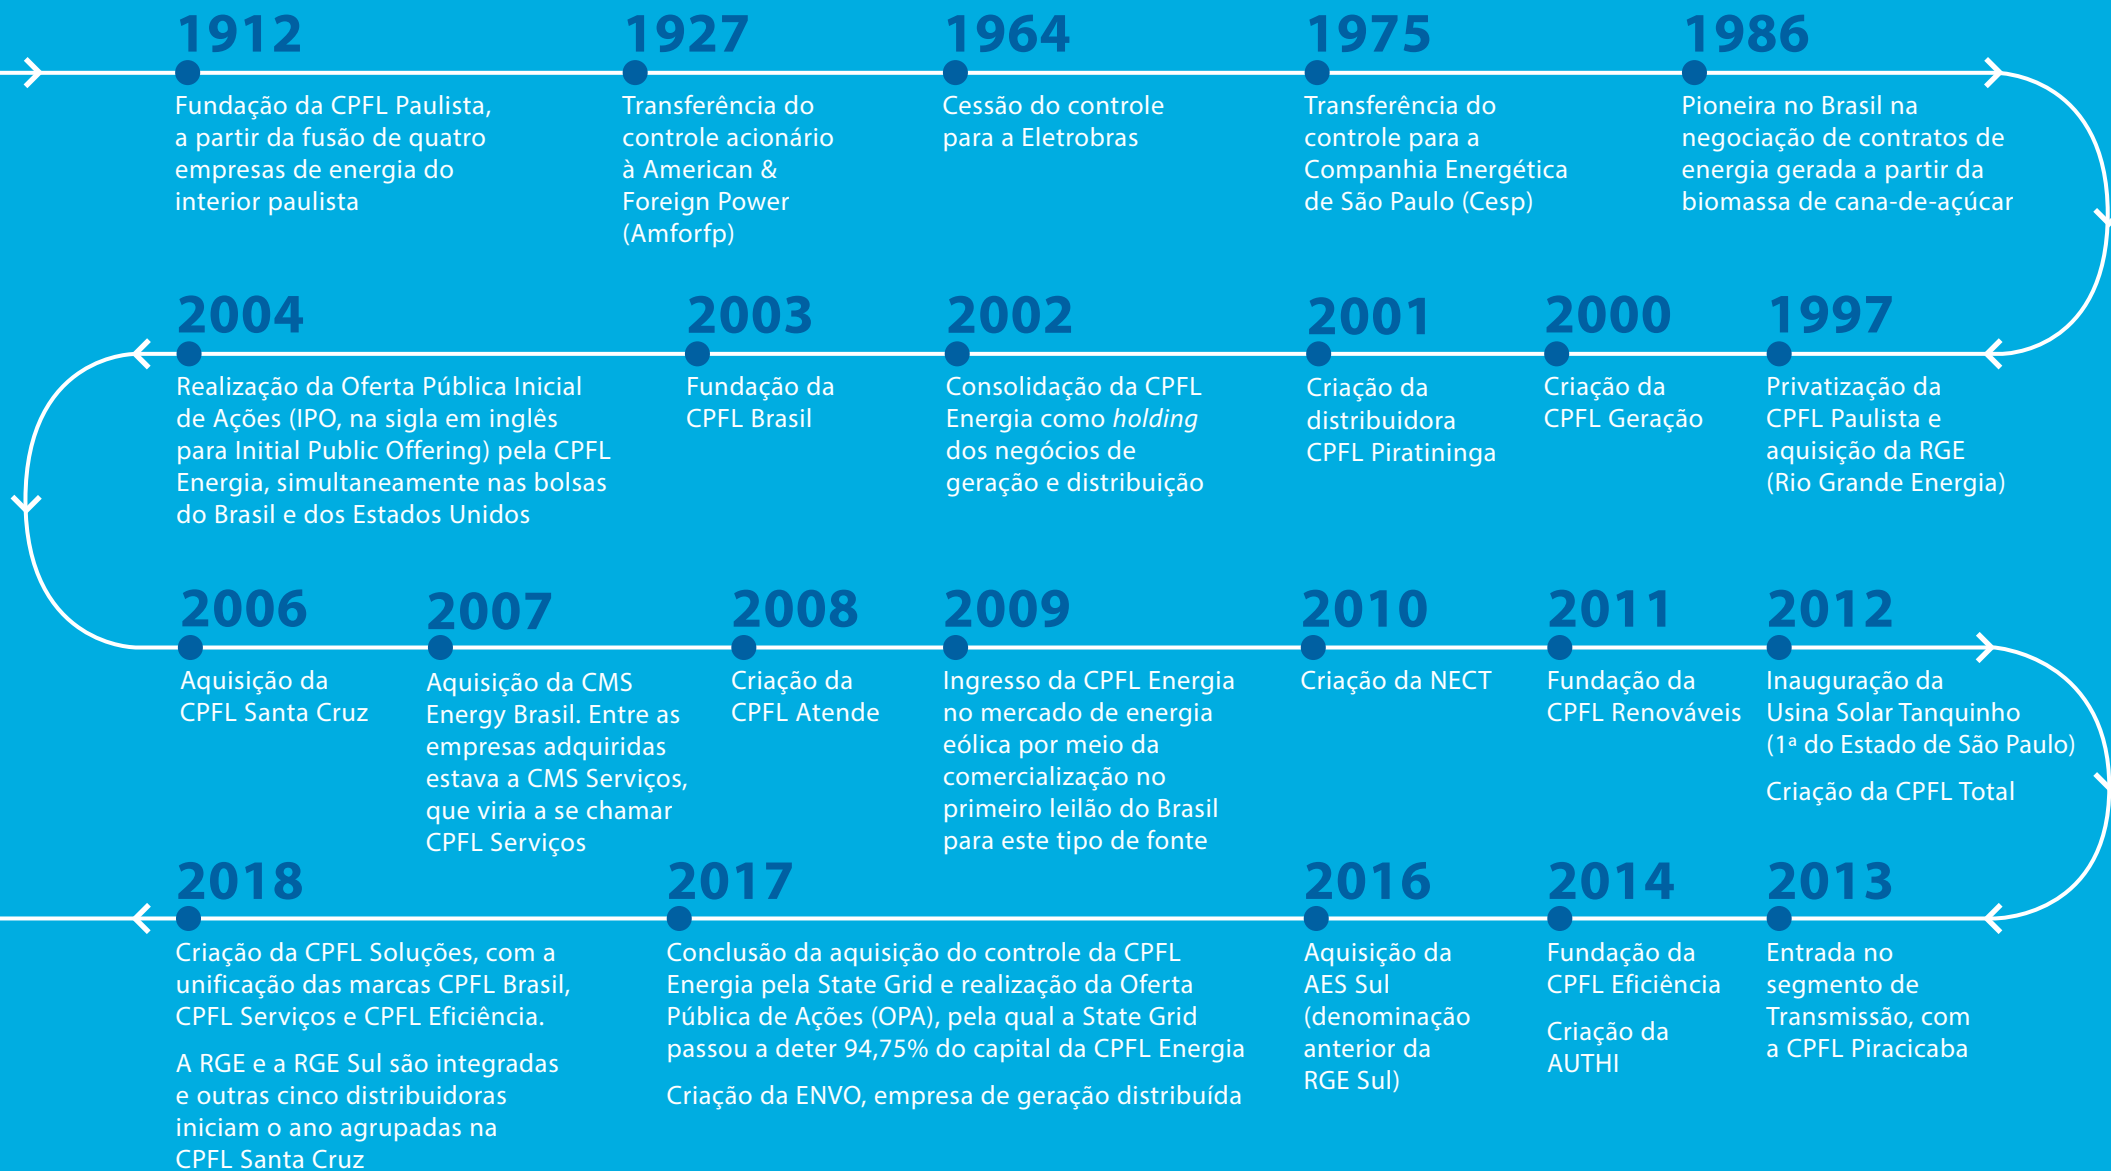 1912
Fundação da CPFL Paulista,
a partir da fusão de quatro
empresas de energia do
interior paulista
1927
Transferência do
controle acionário
à American &
Foreign Power
(Amforfp)
1964
Cessão do controle
para a Eletrobras
1975
Transferência do
controle para a
Companhia Energética
de São Paulo (Cesp)
1986
Pioneira no Brasil na
negociação de contratos de
energia gerada a partir da
biomassa de cana-de-açúcar
1997
Privatização da
CPFL Paulista e
aquisição da RGE
(Rio Grande Energia)
2000
Criação da
CPFL Geração
2001
Criação da
distribuidora
CPFL Piratininga
2002
Consolidação da CPFL
Energia como holding
dos negócios de
geração e distribuição
2003
Fundação da
CPFL Brasil
2004
Realização da Oferta Pública Inicial
de Ações (IPO, na sigla em inglês
para Initial Public Offering) pela CPFL
Energia, simultaneamente nas bolsas
do Brasil e dos Estados Unidos
2006
Aquisição da
CPFL Santa Cruz
2007
Aquisição da CMS
Energy Brasil. Entre as
empresas adquiridas
estava a CMS Serviços,
que viria a se chamar
CPFL Serviços
2008
Criação da
CPFL Atende
2009
Ingresso da CPFL Energia
no mercado de energia
eólica por meio da
comercialização no
primeiro leilão do Brasil
para este tipo de fonte
2010
Criação da NECT
2011
Fundação da
CPFL Renováveis
2012
Inauguração da
Usina Solar Tanquinho
(1ª do Estado de São Paulo)
Criação da CPFL Total
2013
Entrada no
segmento de
Transmissão, com
a CPFL Piracicaba
2014
Fundação da
CPFL Eficiência
Criação da
AUTHI
2016
Aquisição da
AES Sul
(denominação
anterior da
RGE Sul)
2017
Conclusão da aquisição do controle da CPFL
Energia pela State Grid e realização da Oferta
Pública de Ações (OPA), pela qual a State Grid
passou a deter 94,75% do capital da CPFL Energia
Criação da ENVO, empresa de geração distribuída
2018
Criação da CPFL Soluções, com a
unificação das marcas CPFL Brasil,
CPFL Serviços e CPFL Eficiência.
A RGE e a RGE Sul são integradas
e outras cinco distribuidoras
iniciam o ano agrupadas na
CPFL Santa Cruz